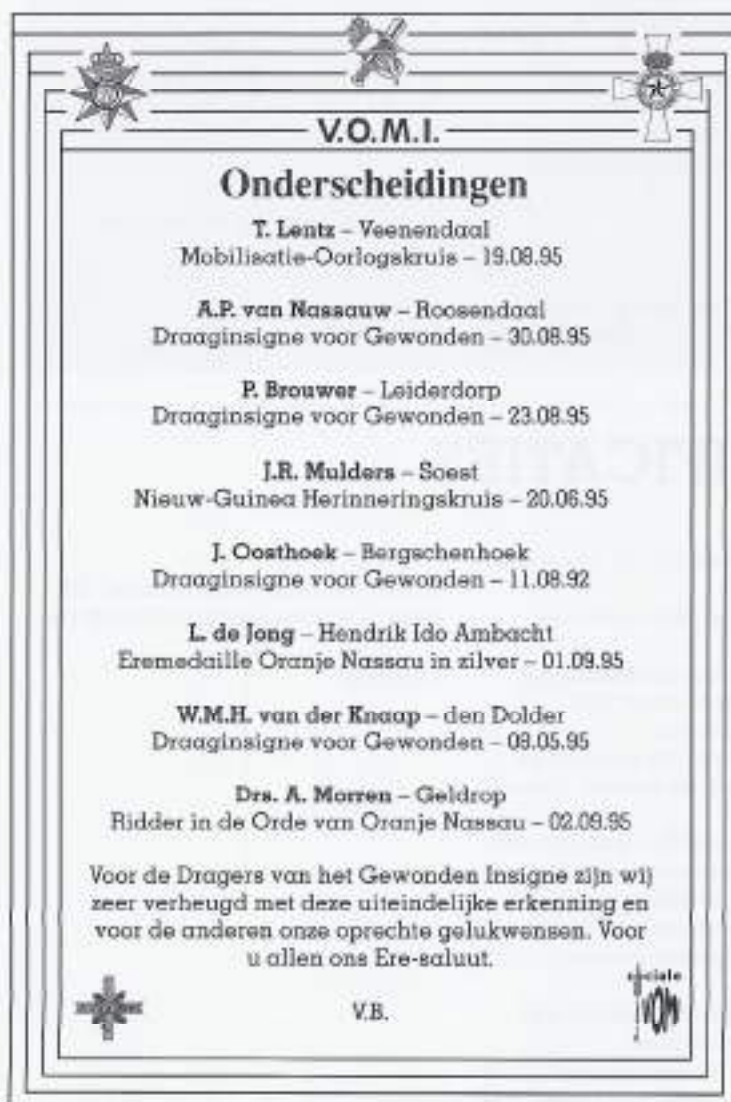 V.O.M.I.
Onderscheidingen
T. Lentz – Veenendaal
Mobilisatie-Oorlogskruis – 19.08.95
A.P. van Nassauw – Roosendaal
Draaginsigne voor Gewonden – 30.08.95
P. Brouwer – Leiderdorp
Draaginsigne voor Gewonden – 23.08.95
J.R. Mulders – Soest
Nieuw-Guinea Herinneringskruis – 20.06.95
J. Oosthoek – Bergschenhoek
Draaginsigne voor Gewonden – 11.08.92
L. de Jong – Hendrik Ido Ambacht
Eremedaille Oranje Nassau in zilver – 01.09.95
W.M.H. van der Knaap – den Dolder
Draaginsigne voor Gewonden – 09.05.95
Drs. A. Morren – Geldrop
Ridder in de Orde van Oranje Nassau – 02.09.95
Voor de Dragers van het Gewonden Insigne zijn wij
zeer verheugd met deze uiteindelijke erkenning en
voor de anderen onze oprechte gelukwensen. Voor
u allen ons Ere-saluut.
V.B.